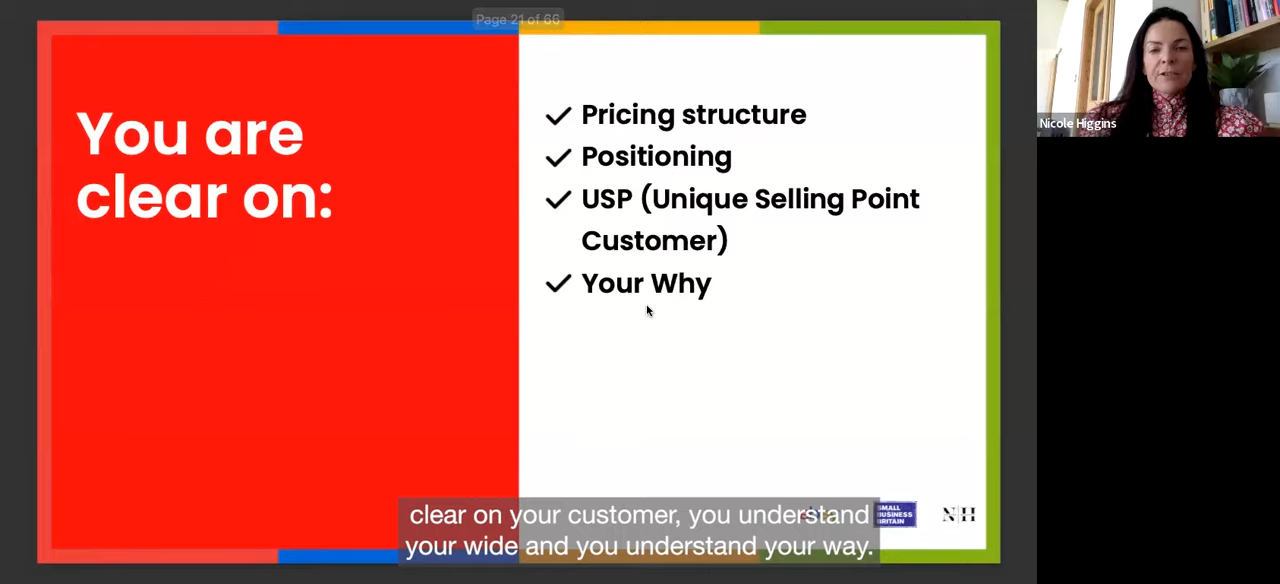 Page 21 of 66
You are
clear on:
Pricing structure
Positioning
USP (Unique Selling Point
Customer)
Your Why
Nicole Higgins
SMALL
BUSINESS
BRITAIN
NH
clear on your customer, you understand
your wide and you understand your way.